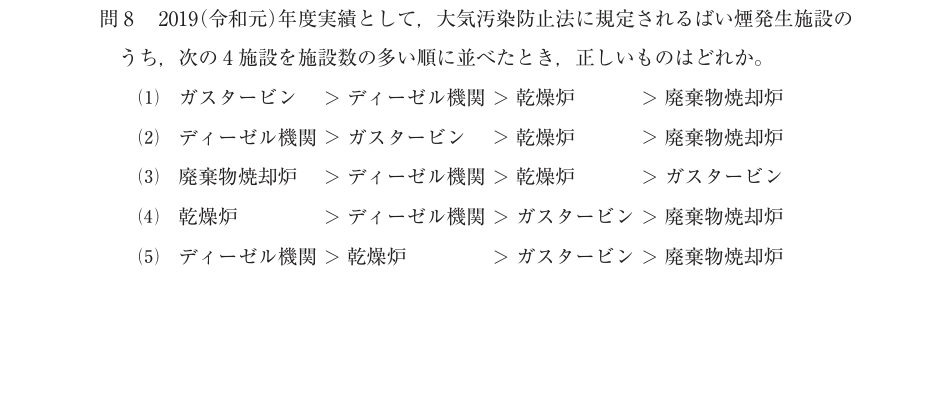 問８　2019（令和元）年度実績として，大気汚染防止法に規定されるばい煙発生施設の
うち，次の４施設を施設数の多い順に並べたとき，正しいものはどれか。
⑴　ガスタービン　＞ディーゼル機関＞乾燥炉　＞廃棄物焼却炉
⑵　ディーゼル機関＞ガスタービン　＞乾燥炉　＞廃棄物焼却炉
⑶　廃棄物焼却炉　＞ディーゼル機関＞乾燥炉　＞ガスタービン
⑷　乾燥炉　＞ディーゼル機関＞ガスタービン＞廃棄物焼却炉
⑸　ディーゼル機関＞乾燥炉　＞ガスタービン＞廃棄物焼却炉